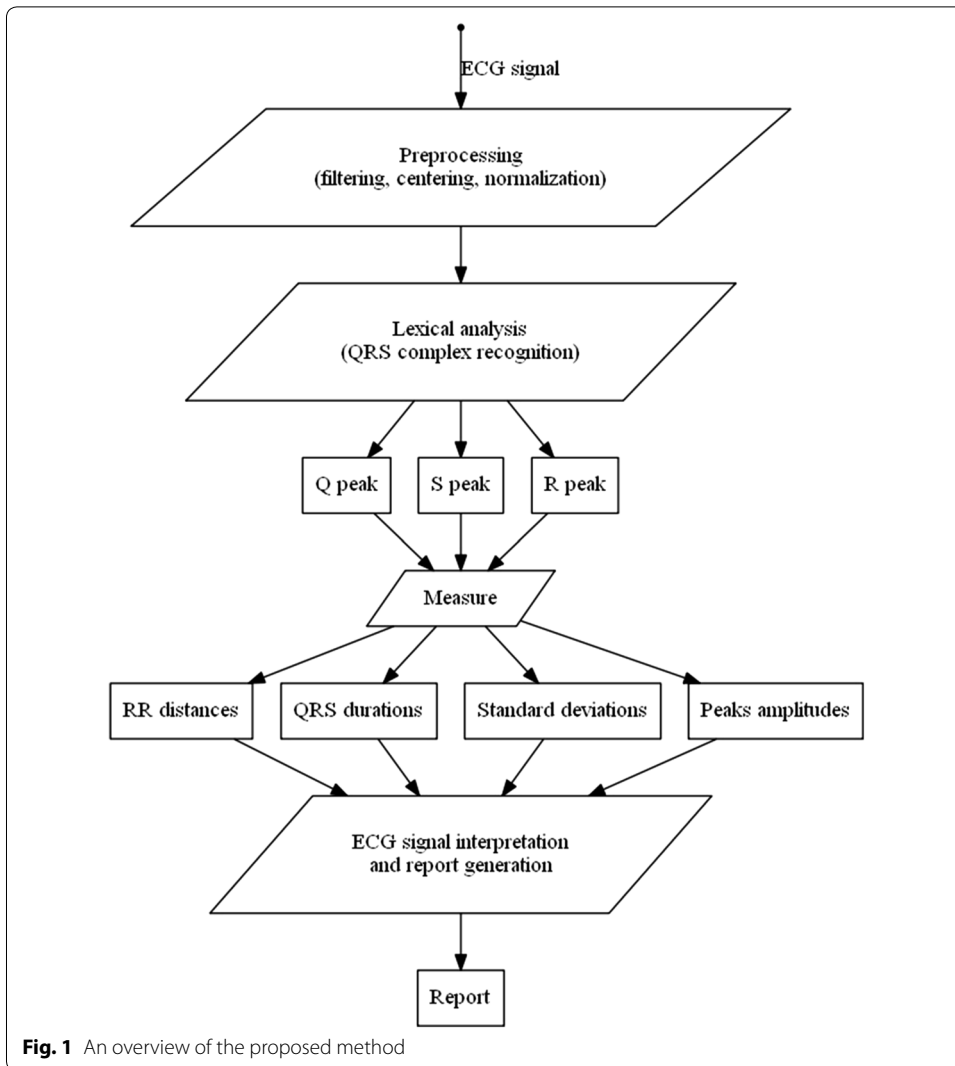 ECG signal
Preprocessing
(filtering, centering, normalization)
Lexical analysis
(QRS complex recognition)
Q peak
S peak
R peak
Measure
RR distances
QRS durations
Standard deviations
Peaks amplitudes
ECG signal interpretation
and report generation
Report
Fig. 1 An overview of the proposed method